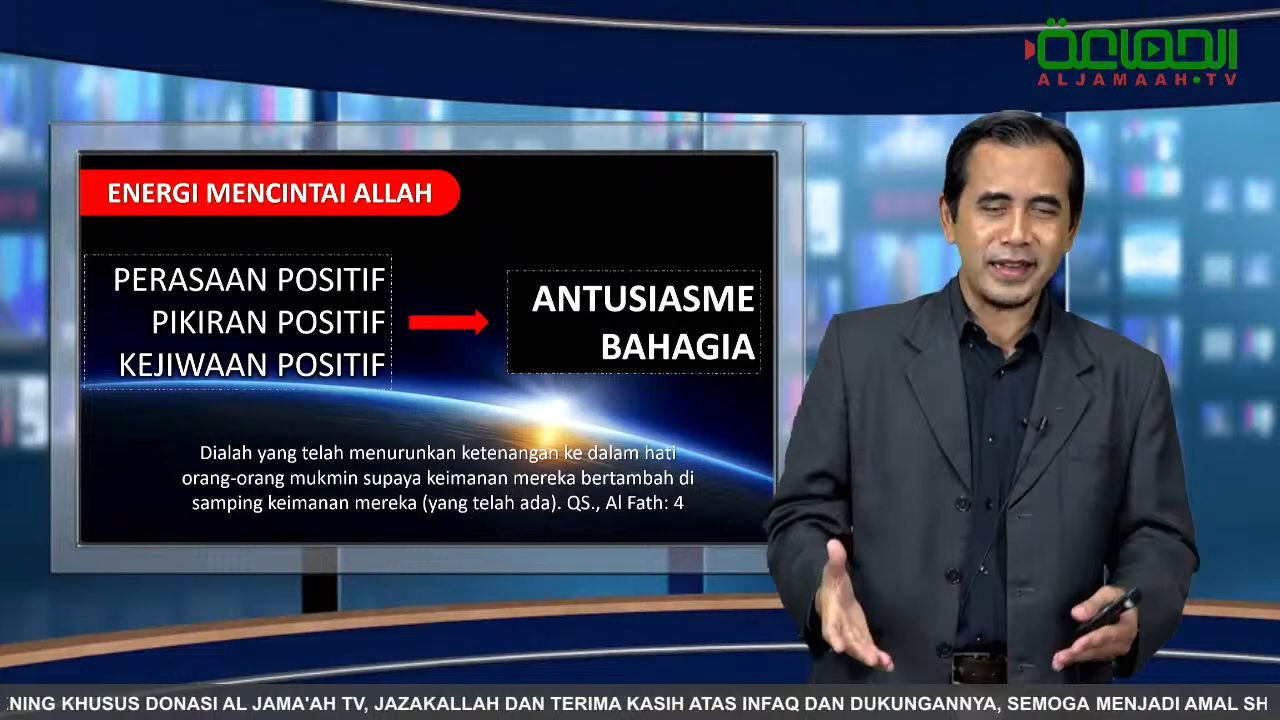 الجماعة
ALJAMAAH.TV
ENERGI MENCINTAI ALLAH
PERASAAN POSITIF
PIKIRAN POSITIF
KEJIWAAN POSITIF
ANTUSIASME
BAHAGIA
Dialah yang telah menurunkan ketenangan ke dalam hati
orang-orang mukmin supaya keimanan mereka bertambah di
samping keimanan mereka (yang telah ada). QS., Al Fath: 4
KHUSUS DONASI AL JAMA'AH TV, JAZAKALLAH DAN TERIMA KASIH ATAS INFAQ DAN DUKUNGANNYA, SEMOGA MENJADI AMAL